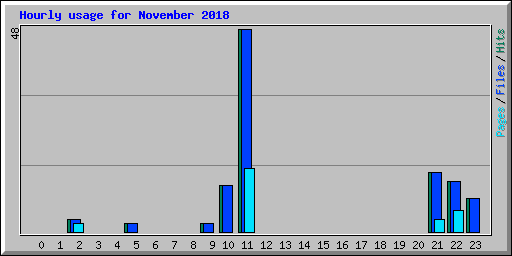 Hourly usage for November 2018
48
Pages/Files/Hits
0 1 2 3 4 5 6 7 8 9 10 11 12 13 14 15 16 17 18 19 20 21 22 23